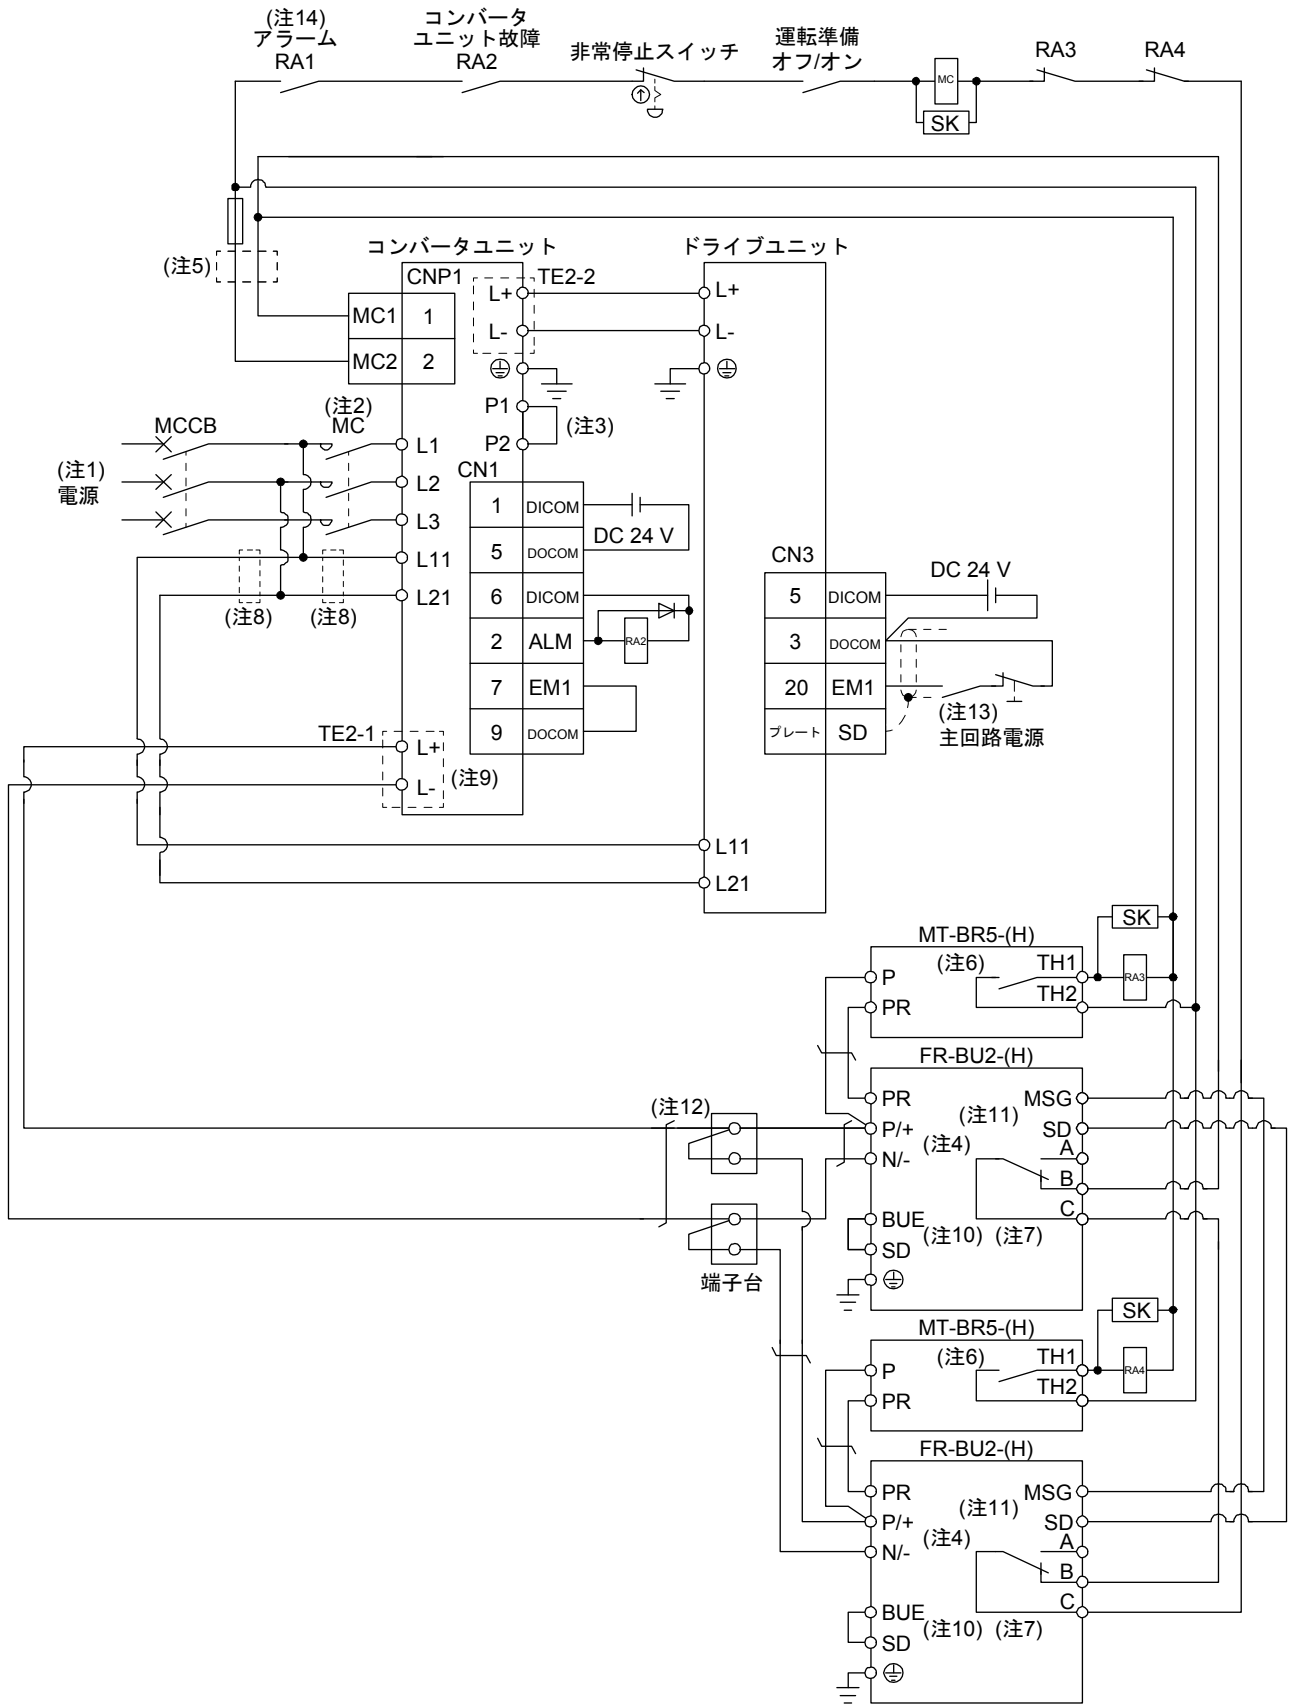 (注14)
アラーム
RA1
コンバータ
ユニット故障
RA2
非常停止スイッチ
運転準備
オフ/オン
MC
SK
RA3
RA4
(注5)
コンバータユニット
ドライブユニット
CNP1
MC1 1
MC2 2
L+ TE2-2
L-
P1
P2
(注3)
L+
L-
MCCB
(注2)
MC
(注1)
電源
L1
L2
L3
L11
L21
(注8) (注8)
CN1
1 DICOM
5 DOCOM
6 DICOM
2 ALM
7 EM1
9 DOCOM
DC 24 V
RA2
TE2-1
L+
L-
(注9)
CN3
5 DICOM
3 DOCOM
20 EM1
プレート SD
DC 24 V
(注13)
主回路電源
L11
L21
SK
MT-BR5-(H)
P
PR
(注6)
TH1
TH2
RA3
FR-BU2-(H)
PR
P/+
N/-
BUE
SD
(注11)
(注4)
(注10) (注7)
MSG
SD
A
B
C
(注12)
端子台
SK
MT-BR5-(H)
P
PR
(注6)
TH1
TH2
RA4
FR-BU2-(H)
PR
P/+
N/-
BUE
SD
(注11)
(注4)
(注10) (注7)
MSG
SD
A
B
C